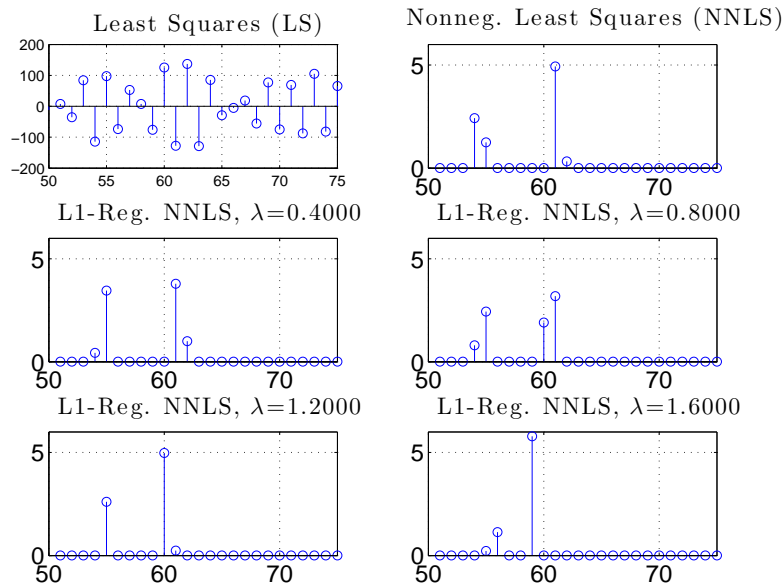 Least Squares (LS)
200
100
0
−100
−200
50 55 60 65 70 75
Nonneg. Least Squares (NNLS)
5
0
50 60 70
L1-Reg. NNLS, λ=0.4000
5
0
50 60 70
L1-Reg. NNLS, λ=0.8000
5
0
50 60 70
L1-Reg. NNLS, λ=1.2000
5
0
50 60 70
L1-Reg. NNLS, λ=1.6000
5
0
50 60 70